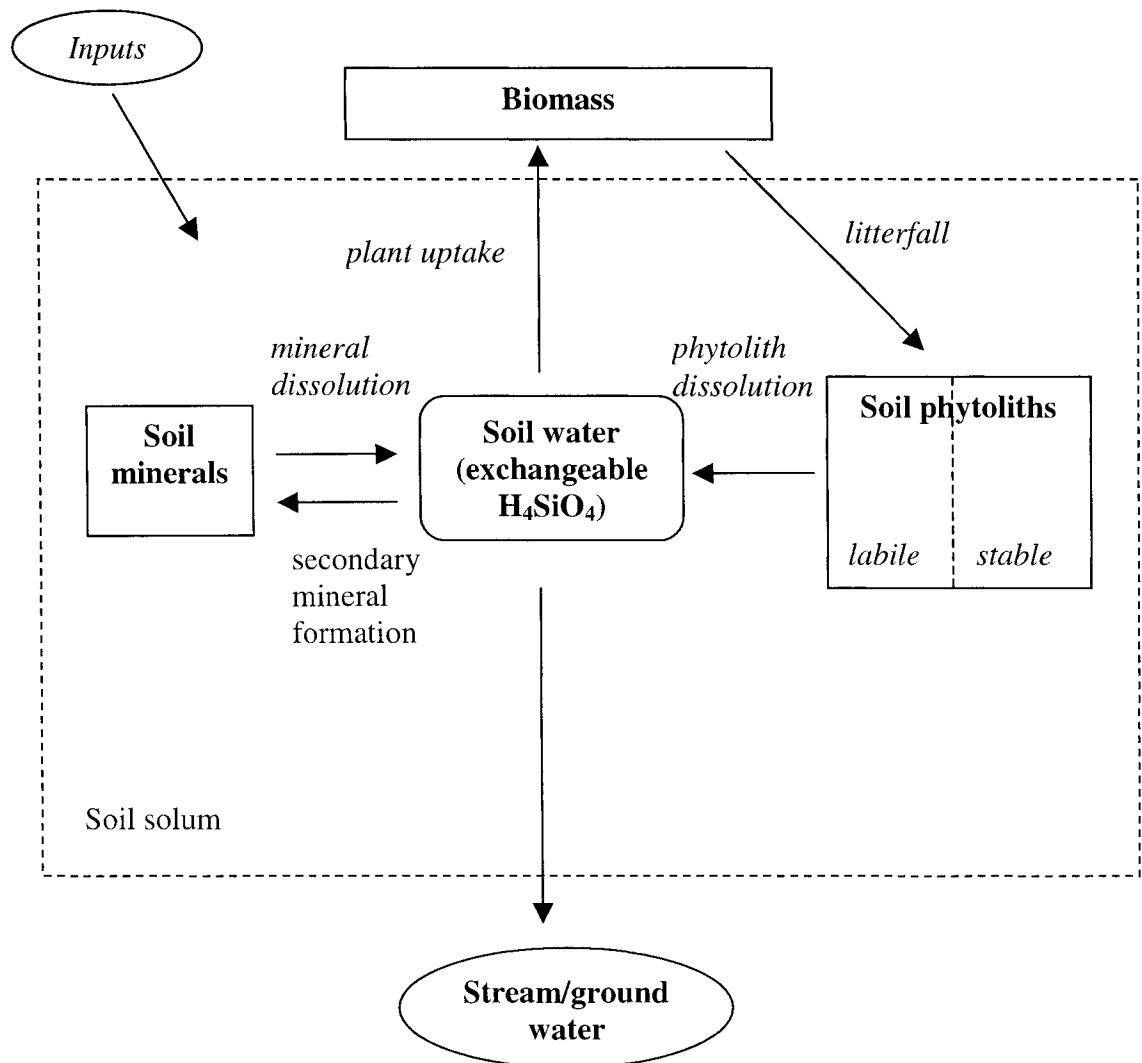 Inputs
Biomass
plant uptake
litterfall
mineral
dissolution
phytolith
dissolution
Soil
minerals
Soil water
(exchangeable
H₄SiO₄)
Soil phytoliths
labile
stable
secondary
mineral
formation
Soil solum
Stream/ground
water